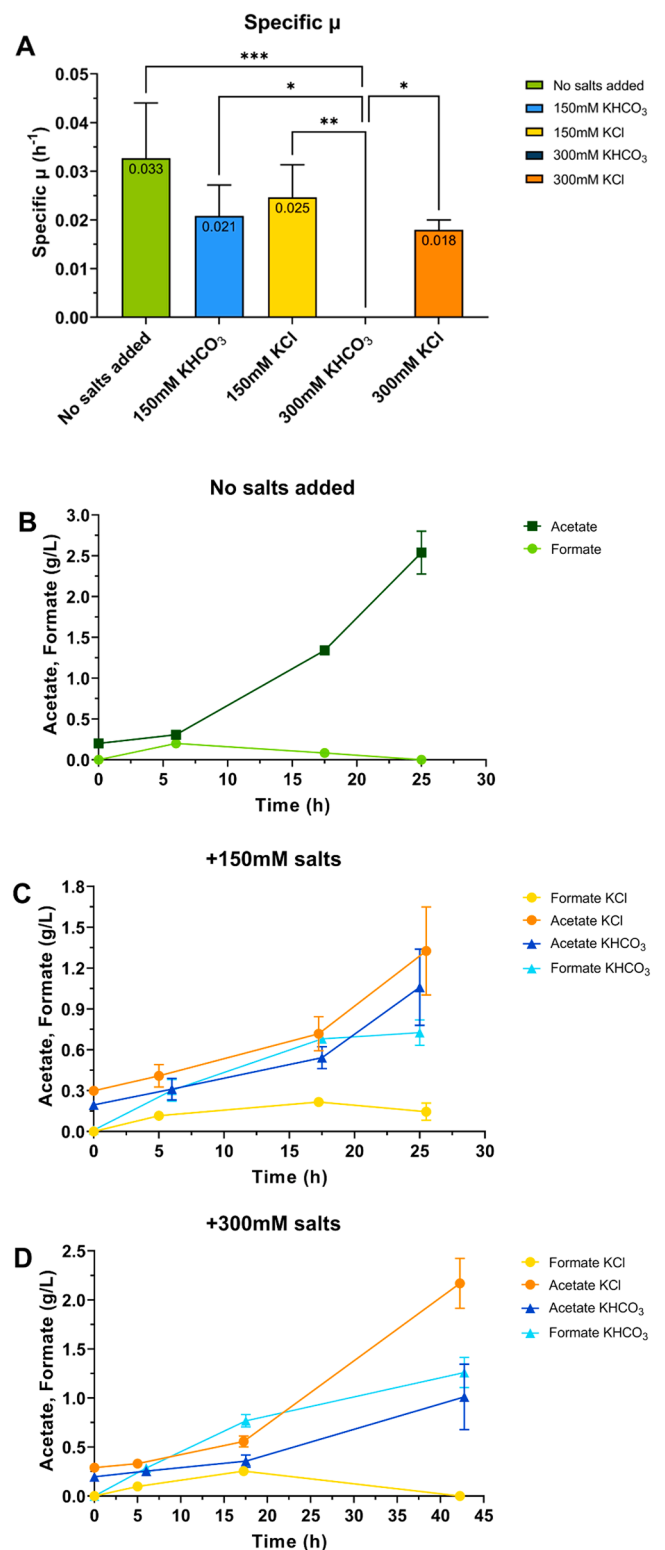 Specific µ
A
***
*
*
**
0.05
0.04
0.03
0.02
0.01
0.00
Specific µ (h⁻¹)
0.033
0.021
0.025
0.018
No salts added
150mM KHCO₃
150mM KCl
300mM KHCO₃
300mM KCl
No salts added
150mM KHCO₃
150mM KCl
300mM KHCO₃
300mM KCl
No salts added
B
3.0
2.5
2.0
1.5
1.0
0.5
0.0
Acetate, Formate (g/L)
0 5 10 15 20 25 30
Time (h)
Acetate
Formate
+150mM salts
C
1.8
1.5
1.2
0.9
0.6
0.3
0.0
Acetate, Formate (g/L)
0 5 10 15 20 25 30
Time (h)
Formate KCl
Acetate KCl
Acetate KHCO₃
Formate KHCO₃
+300mM salts
D
2.5
2.0
1.5
1.0
0.5
0.0
Acetate, Formate (g/L)
0 5 10 15 20 25 30 35 40 45
Time (h)
Formate KCl
Acetate KCl
Acetate KHCO₃
Formate KHCO₃